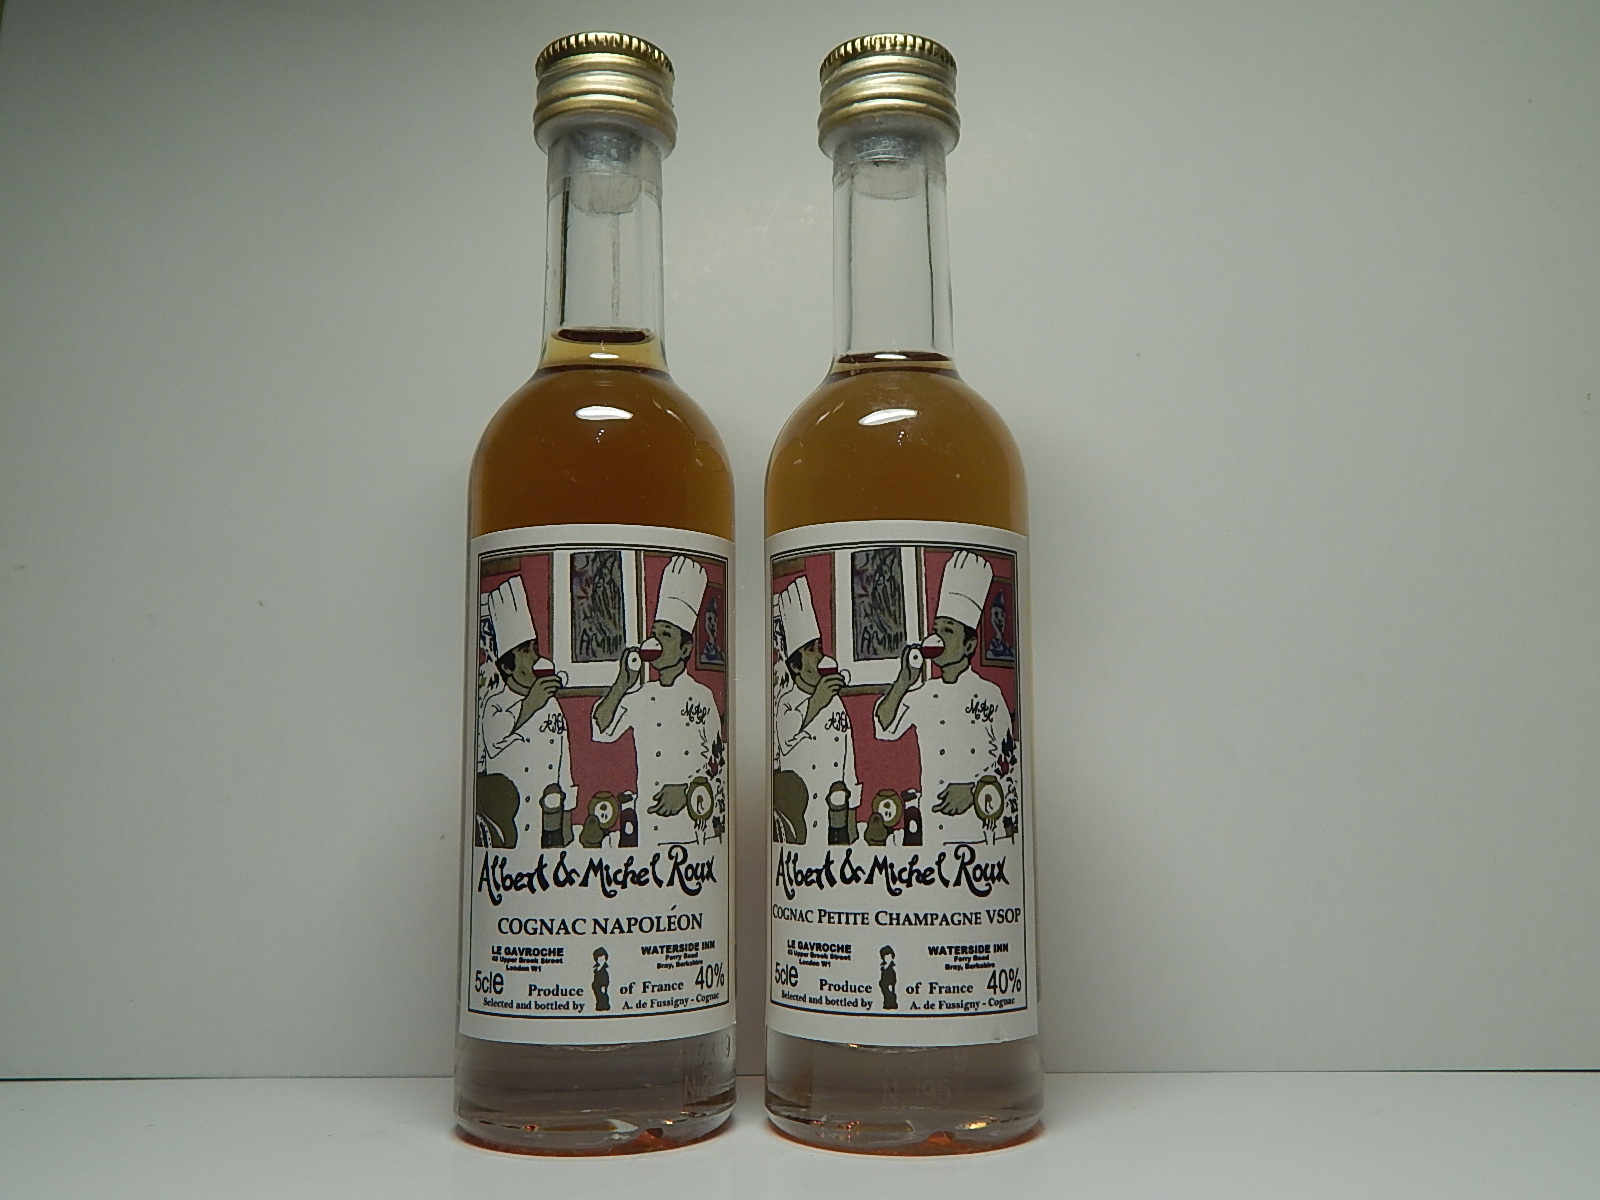 Albert & Michel Roux
COGNAC NAPOLÉON
LE GAVROCHE
43 Upper Brook Street
London W1
WATERSIDE INN
Ferry Road
Bray, Berkshire
5cl e
Produce of France
40%
Selected and bottled by A. de Fussigny - Cognac
Albert & Michel Roux
COGNAC PETITE CHAMPAGNE VSOP
LE GAVROCHE
43 Upper Brook Street
London W1
WATERSIDE INN
Ferry Road
Bray, Berkshire
5cl e
Produce of France
40%
Selected and bottled by A. de Fussigny - Cognac